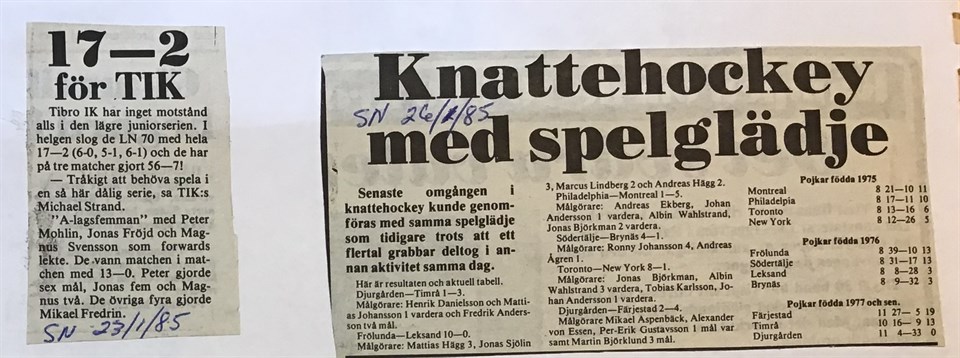 17—2
för TIK
Tibro IK har inget motstånd
alls i den lägre juniorserien. I
helgen slog de LN 70 med hela
17—2 (6-0, 5-1, 6-1) och de har
på tre matcher gjort 56—7!
— Tråkigt att behöva spela i
en så här dålig serie, sa TIK:s
Michael Strand.
"A-lagsfemman" med Peter
Mohlin, Jonas Fröjd och Mag-
nus Svensson som forwards
lekte. De vann matchen i mat-
chen med 13—0. Peter gjorde
sex mål, Jonas fem och Mag-
nus två. De övriga fyra gjorde
Mikael Fredrin.
SN 23/1/85
Knattehockey
SN 26/1/85
med spelglädje
Senaste omgången i
knattehockey kunde genom-
föras med samma spelglädje
som tidigare trots att ett
flertal grabbar deltog i an-
nan aktivitet samma dag.
Här är resultaten och aktuell tabell.
Djurgården—Timrå 1—3.
Målgörare: Henrik Danielsson och Matti-
as Johansson 1 vardera och Fredrik Anders-
son två mål.
Frölunda—Leksand 10—0.
Målgörare: Mattias Hägg 3, Jonas Sjölin
3, Marcus Lindberg 2 och Andreas Hägg 2.
Philadelphia—Montreal 1—5.
Målgörare: Andreas Ekberg, Johan
Andersson 1 vardera, Albin Wahlstrand,
Jonas Björkman 2 vardera.
Södertälje—Brynäs 4—1.
Målgörare: Ronny Johansson 4, Andreas
Ågren 1.
Toronto—New York 8—1.
Målgörare: Jonas Björkman, Albin
Wahlstrand 3 vardera, Tobias Karlsson, Jo-
han Andersson 1 vardera.
Djurgården—Färjestad 2—4.
Målgörare Mikael Aspenbäck, Alexander
von Essen, Per-Erik Gustavsson 1 mål var
samt Martin Björklund 3 mål.
Pojkar födda 1975
Montreal 8 21—10 11
Philadelpia 8 17—11 10
Toronto 8 13—16 6
New York 8 12—26 5
Pojkar födda 1976
Frölunda 8 39—10 13
Södertälje 8 31—17 13
Leksand 8 8—28 3
Brynäs 8 9—32 3
Pojkar födda 1977 och sen.
Färjestad 11 27— 5 19
Timrå 10 16— 9 13
Djurgården 11 4—33 0